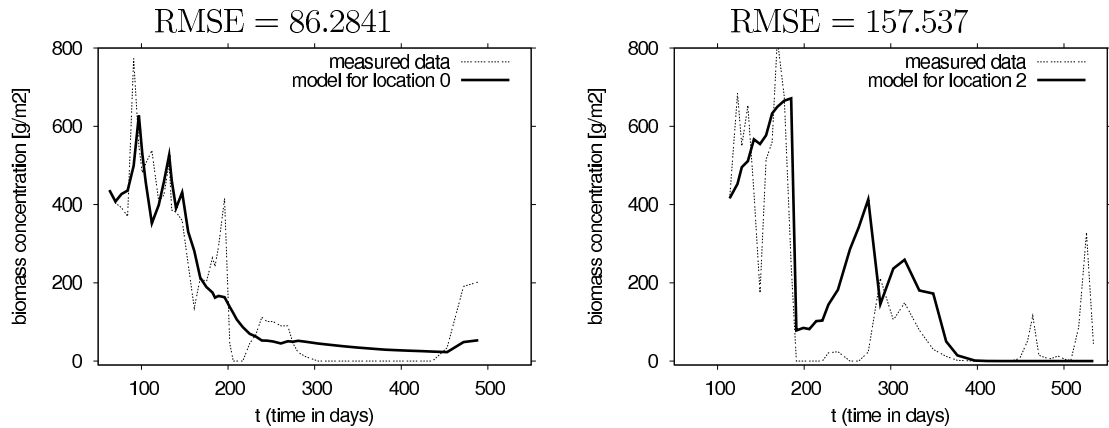 RMSE = 86.2841
800
600
400
200
0
100 200 300 400 500
biomass concentration [g/m2]
t (time in days)
measured data
model for location 0
RMSE = 157.537
800
600
400
200
0
100 200 300 400 500
biomass concentration [g/m2]
t (time in days)
measured data
model for location 2